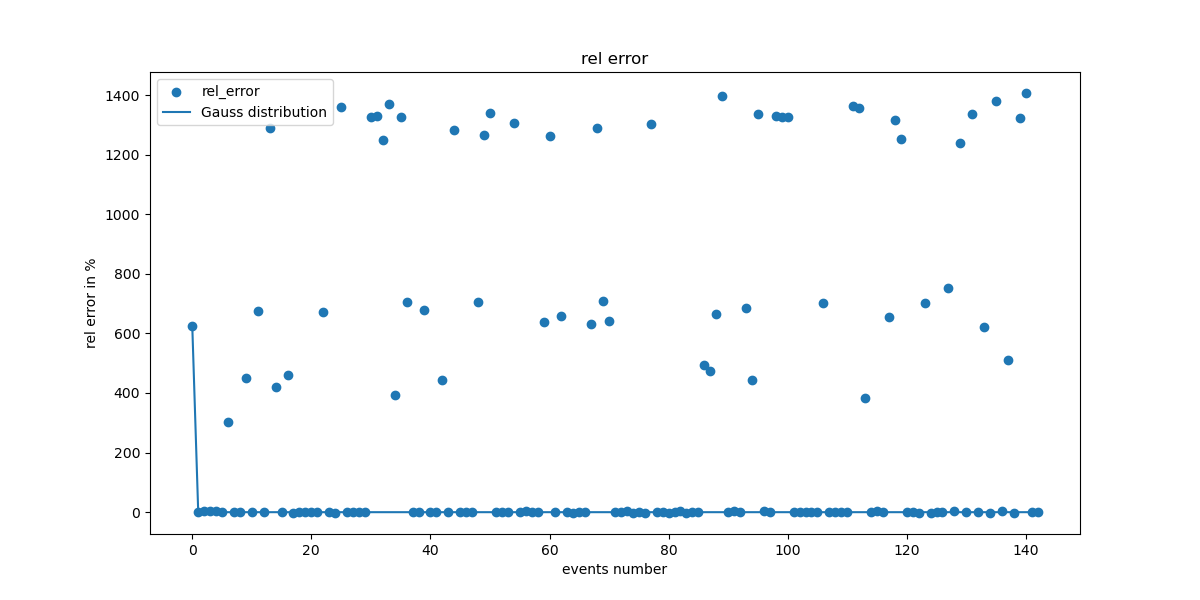 rel error
rel_error
Gauss distribution
1400
1200
1000
800
600
400
200
0
rel error in %
0 20 40 60 80 100 120 140
events number